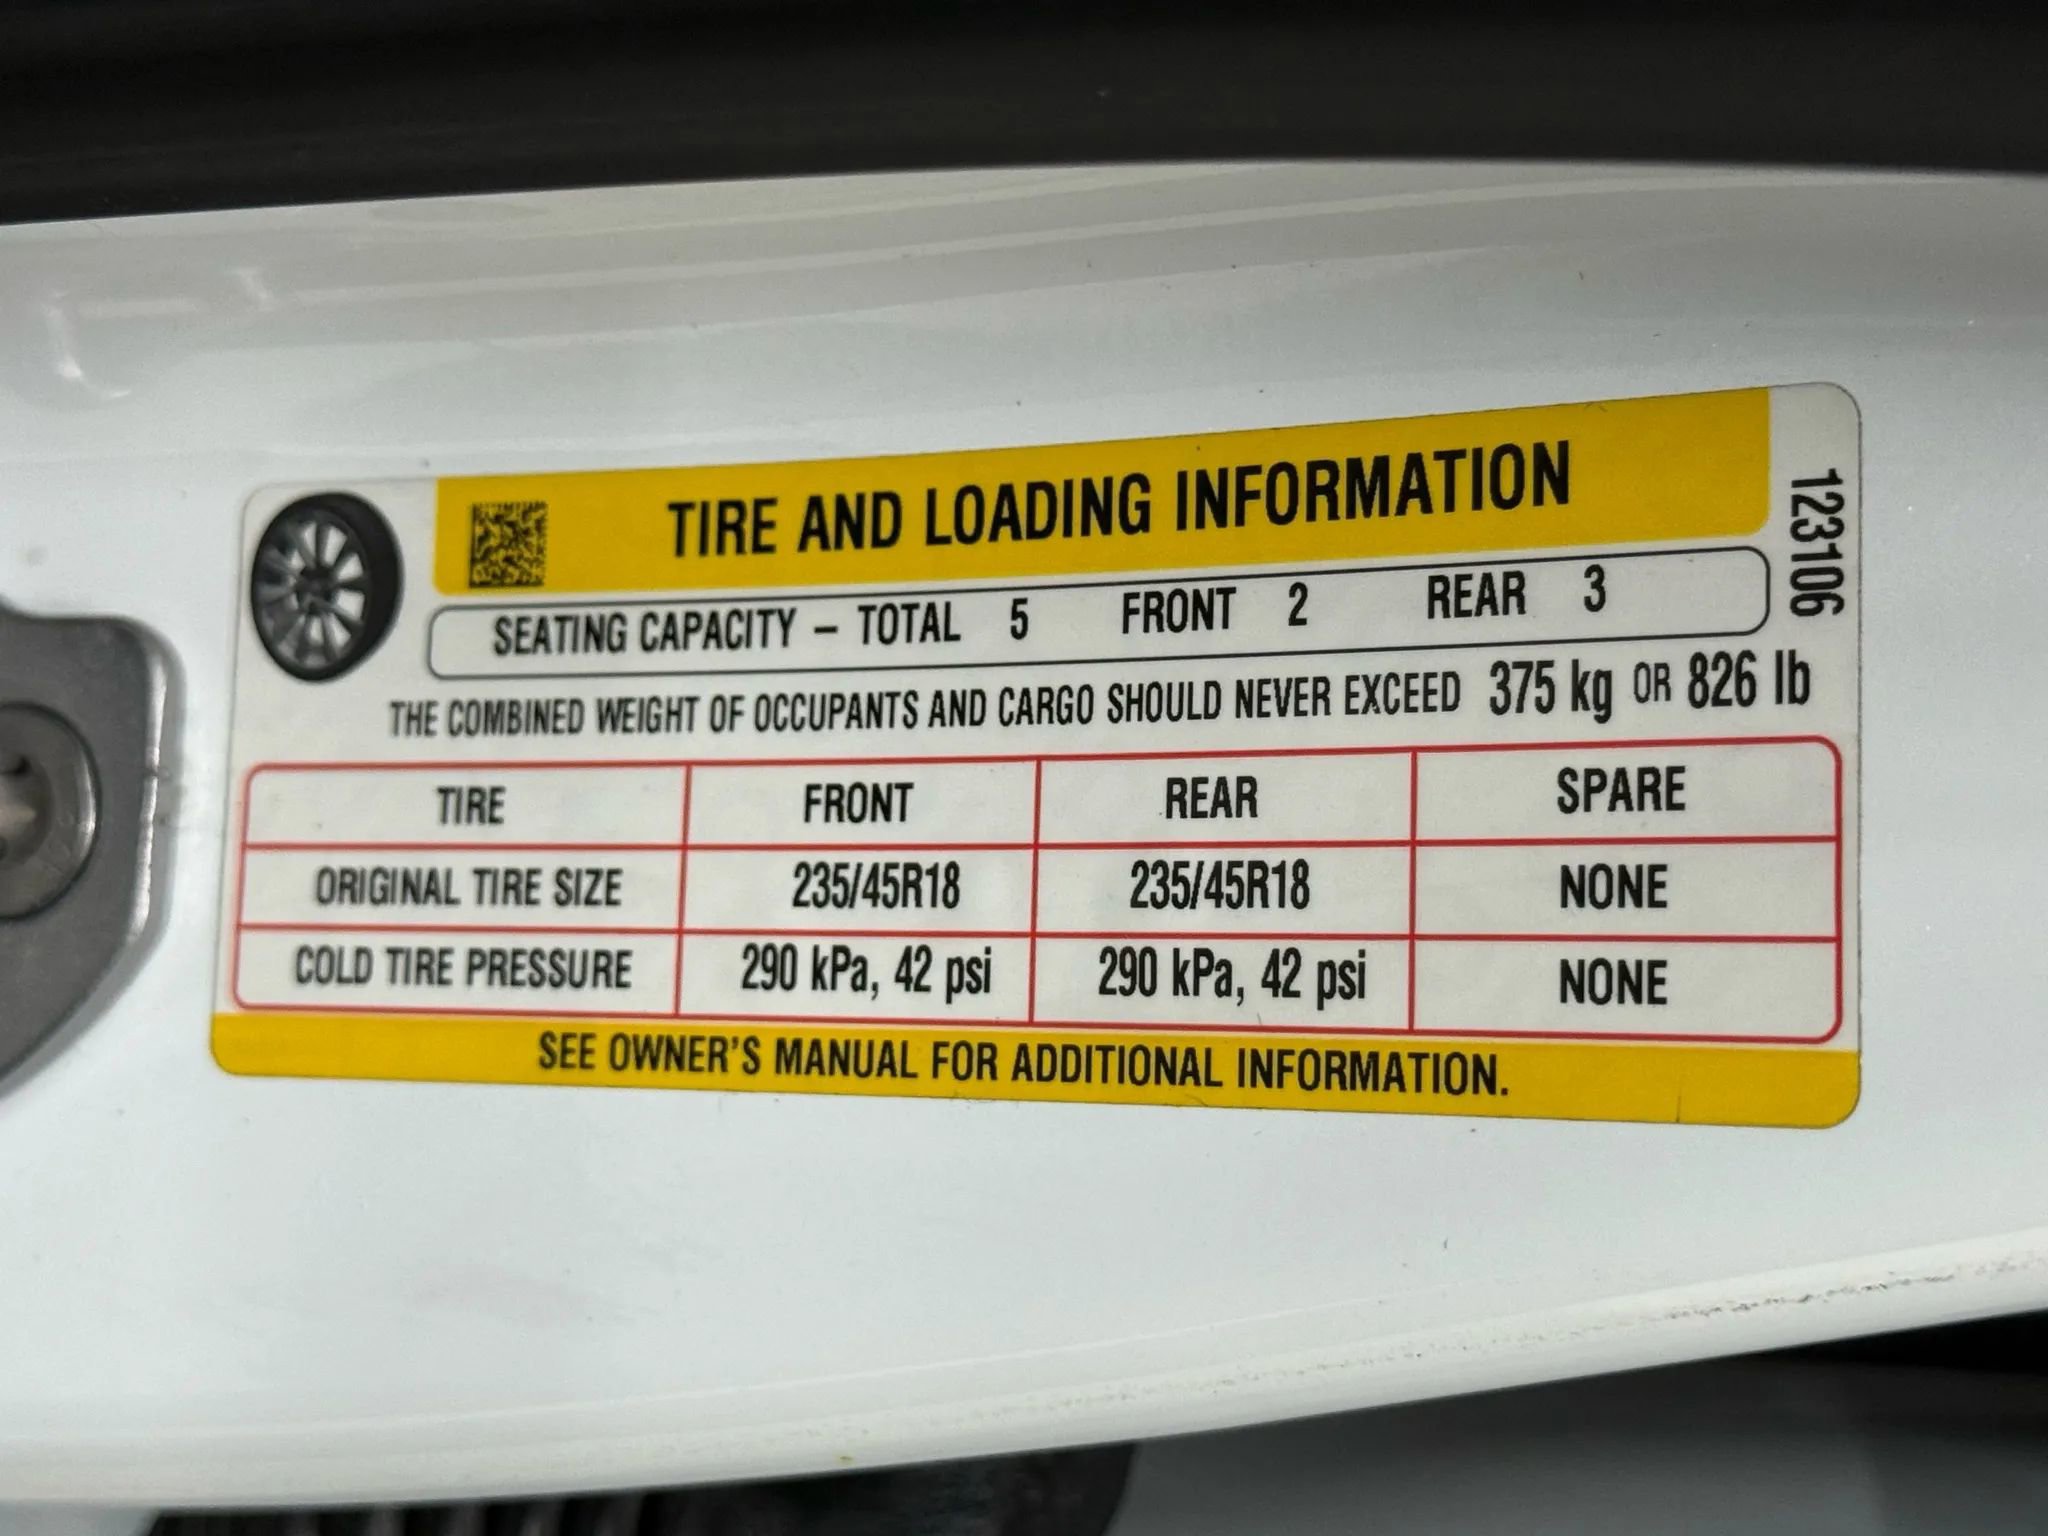 TIRE AND LOADING INFORMATION
123106
SEATING CAPACITY – TOTAL 5 FRONT 2 REAR 3
THE COMBINED WEIGHT OF OCCUPANTS AND CARGO SHOULD NEVER EXCEED 375 kg OR 826 lb
TIRE FRONT REAR SPARE
ORIGINAL TIRE SIZE 235/45R18 235/45R18 NONE
COLD TIRE PRESSURE 290 kPa, 42 psi 290 kPa, 42 psi NONE
SEE OWNER'S MANUAL FOR ADDITIONAL INFORMATION.